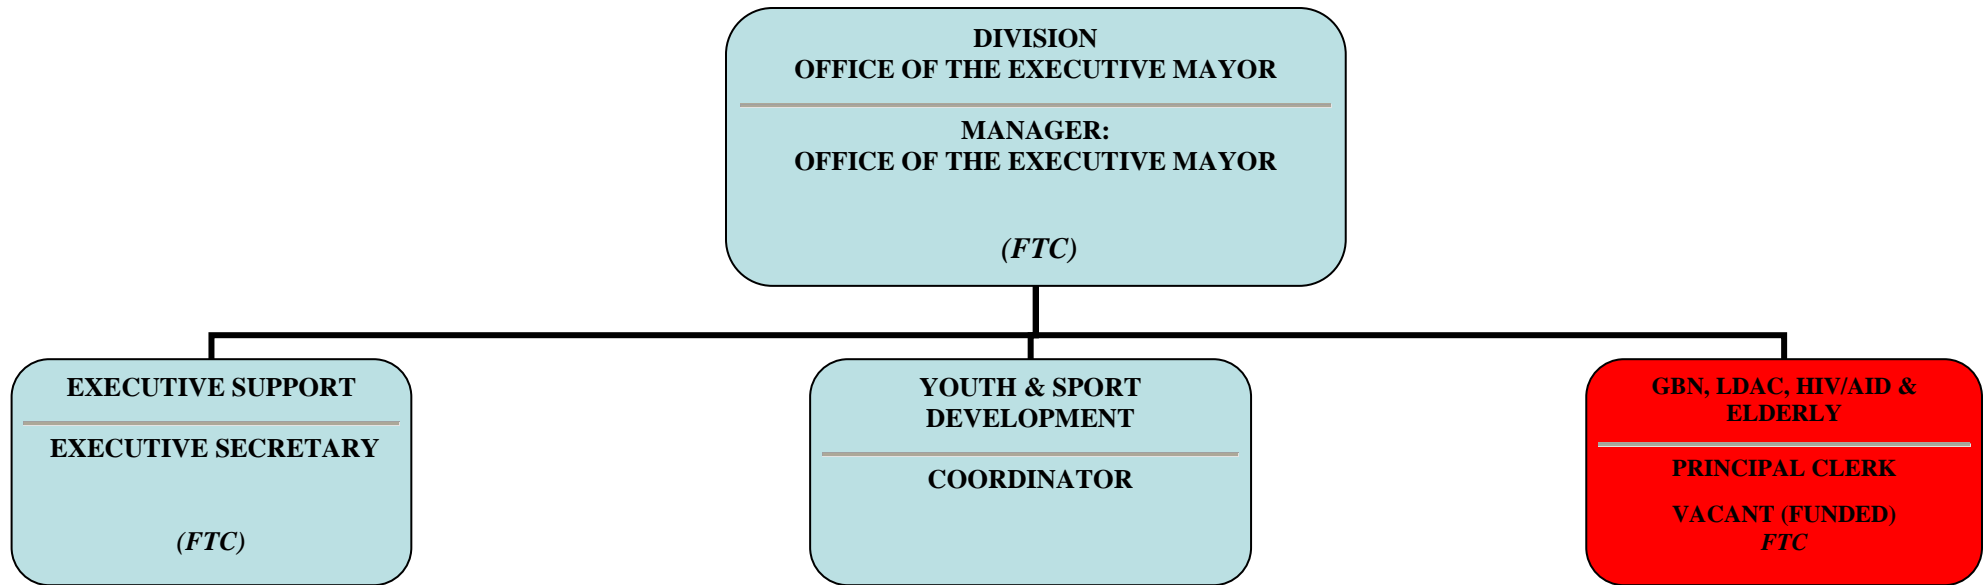 DIVISION
OFFICE OF THE EXECUTIVE MAYOR
MANAGER:
OFFICE OF THE EXECUTIVE MAYOR
(FTC)
EXECUTIVE SUPPORT
EXECUTIVE SECRETARY
(FTC)
YOUTH & SPORT
DEVELOPMENT
COORDINATOR
GBN, LDAC, HIV/AID &
ELDERLY
PRINCIPAL CLERK
VACANT (FUNDED)
FTC